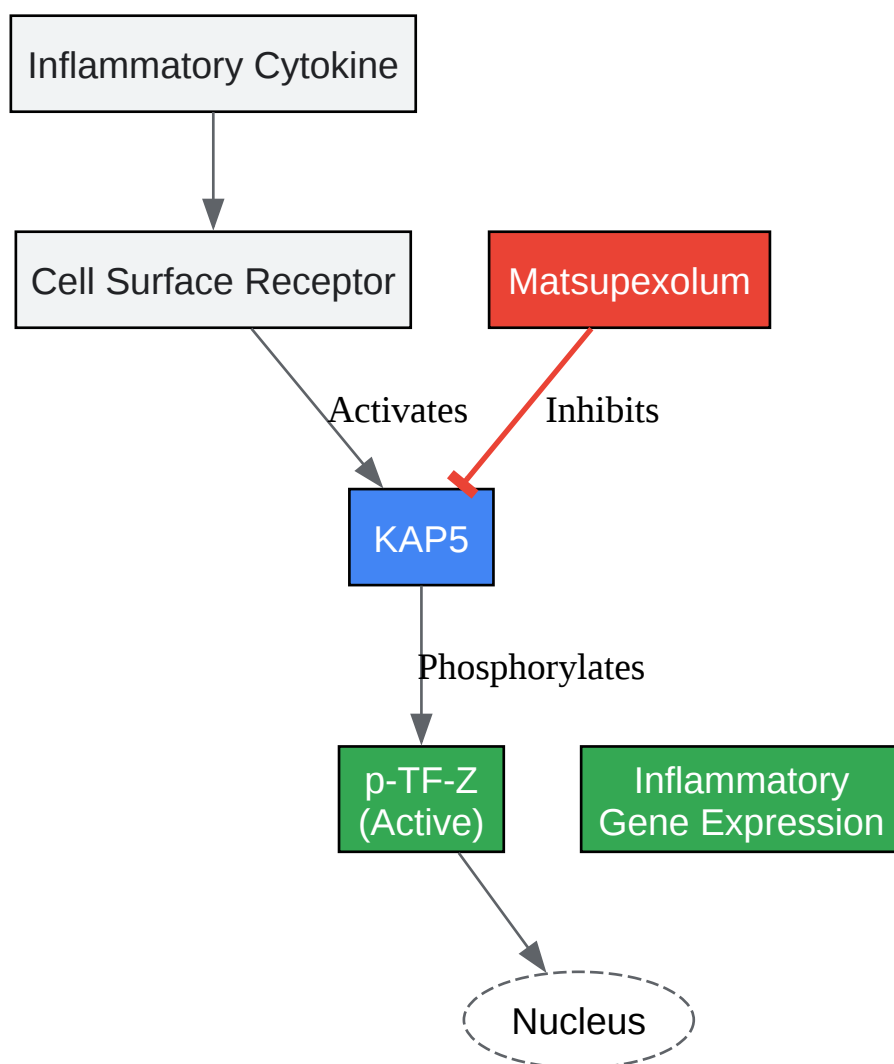 Inflammatory Cytokine
Cell Surface Receptor
Matsupexolum
Activates
Inhibits
KAP5
Phosphorylates
p-TF-Z
(Active)
Inflammatory
Gene Expression
Nucleus